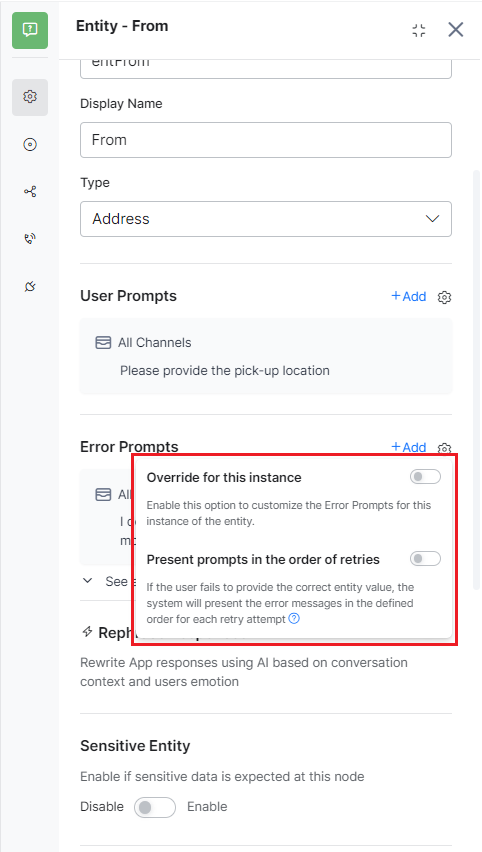 Entity - From
entFrom
Display Name
From
Type
Address
User Prompts
+ Add
All Channels
Please provide the pick-up location
Error Prompts
+ Add
Override for this instance
Enable this option to customize the Error Prompts for this
instance of the entity.
Present prompts in the order of retries
If the user fails to provide the correct entity value, the
system will present the error messages in the defined
order for each retry attempt
All
See
Rewrite App responses using AI based on conversation
context and users emotion
Sensitive Entity
Enable if sensitive data is expected at this node
Disable
Enable